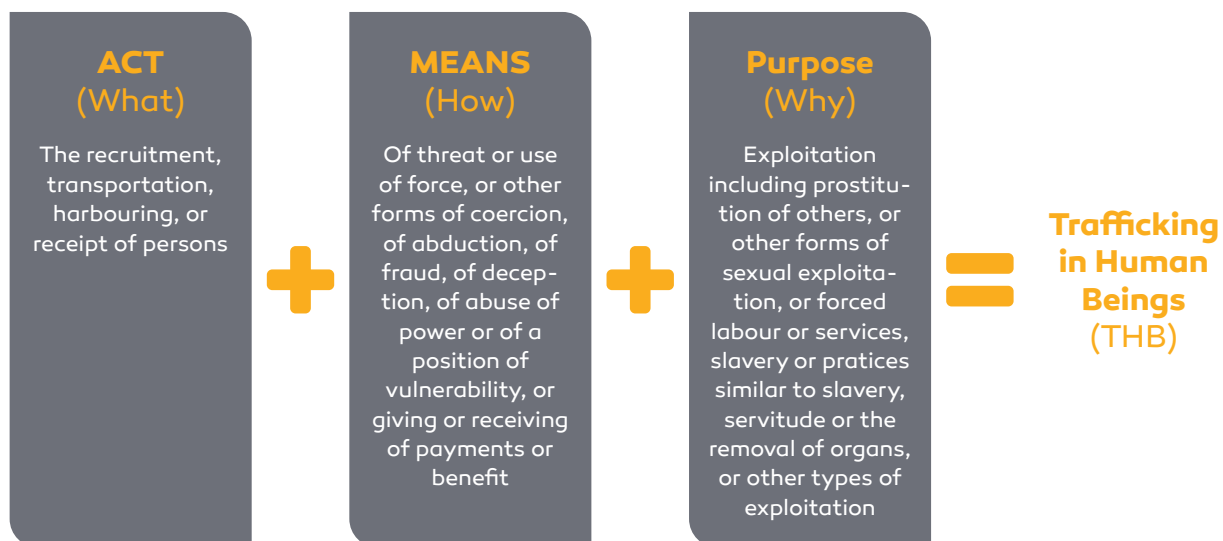 ACT
(What)
The recruitment,
transportation,
harbouring, or
receipt of persons
MEANS
(How)
Of threat or use
of force, or other
forms of coercion,
of abduction, of
fraud, of decep-
tion, of abuse of
power or of a
position of
vulnerability, or
giving or receiving
of payments or
benefit
Purpose
(Why)
Exploitation
including prostitu-
tion of others, or
other forms of
sexual exploita-
tion, or forced
labour or services,
slavery or pratices
similar to slavery,
servitude or the
removal of organs,
or other types of
exploitation
Trafficking
in Human
Beings
(THB)